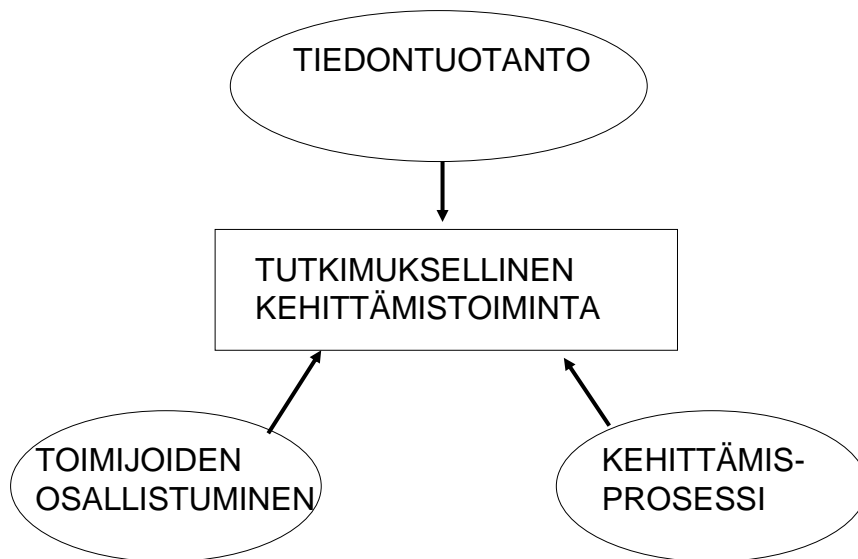 TIEDONTUOTANTO
TUTKIMUKSELLINEN
KEHITTÄMISTOIMINTA
TOIMIJOIDEN
OSALLISTUMINEN
KEHITTÄMIS-
PROSESSI